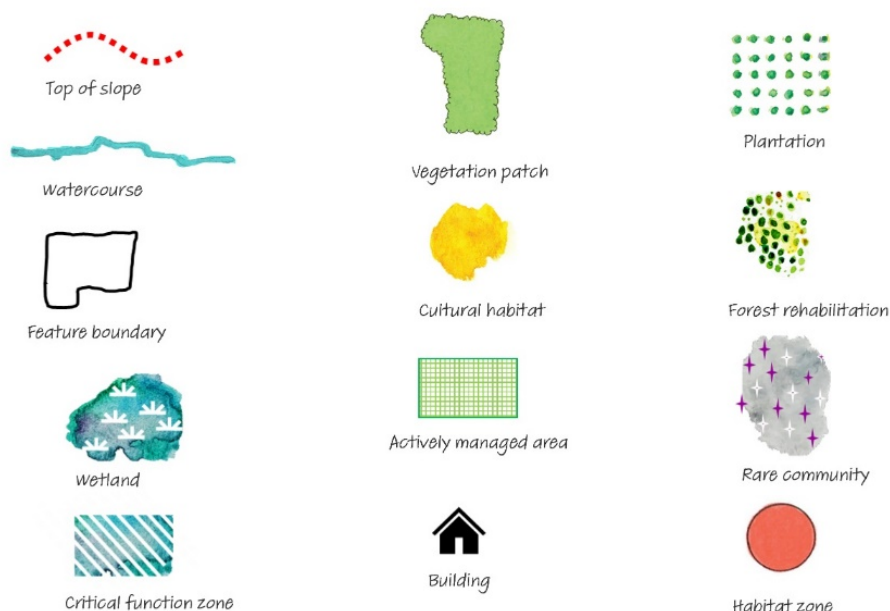 Top of slope
Watercourse
Feature boundary
Wetland
Critical function zone
Vegetation patch
Cultural habitat
Actively managed area
Building
Plantation
Forest rehabilitation
Rare community
Habitat zone